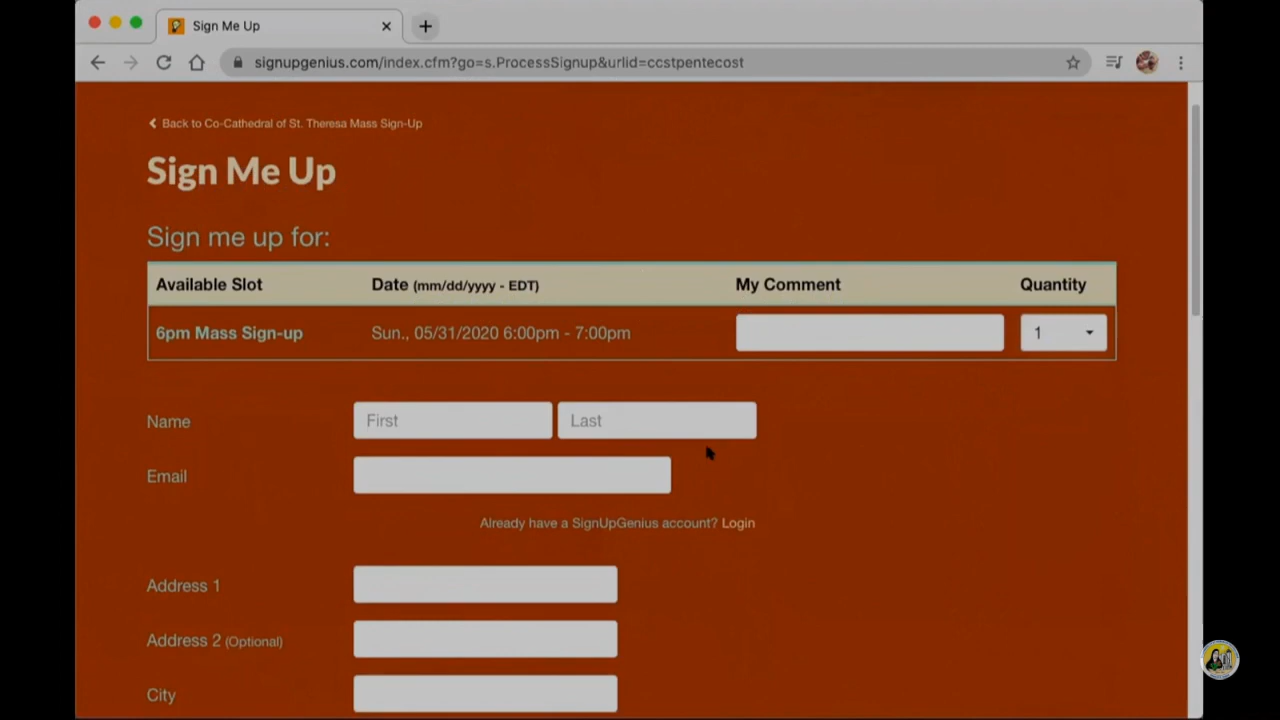 Sign Me Up
signupgenius.com/index.cfm?go=s.ProcessSignup&urlid=ccstpentecost
Back to Co-Cathedral of St. Theresa Mass Sign-Up
Sign Me Up
Sign me up for:
Available Slot Date (mm/dd/yyyy - EDT) My Comment Quantity
6pm Mass Sign-up Sun., 05/31/2020 6:00pm - 7:00pm 1
Name First Last
Email
Already have a SignUpGenius account? Login
Address 1
Address 2 (Optional)
City